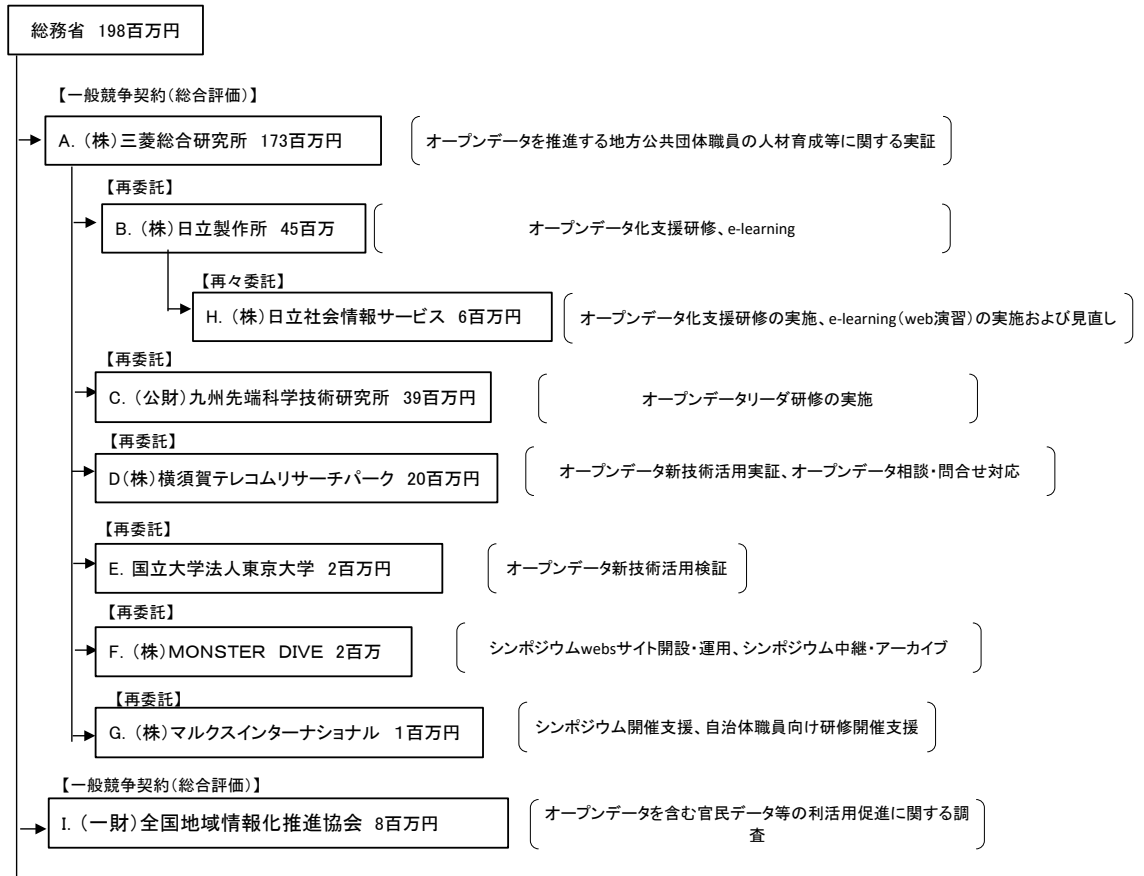 総務省 198百万円
【一般競争契約(総合評価)】
A. (株)三菱総合研究所 173百万円
オープンデータを推進する地方公共団体職員の人材育成等に関する実証
【再委託】
B. (株)日立製作所 45百万
オープンデータ化支援研修、e-learning
【再々委託】
H. (株)日立社会情報サービス 6百万円
オープンデータ化支援研修の実施、e-learning(web演習)の実施および見直し
【再委託】
C. (公財)九州先端科学技術研究所 39百万円
オープンデータリーダ研修の実施
【再委託】
D(株)横須賀テレコムリサーチパーク 20百万円
オープンデータ新技術活用実証、オープンデータ相談・問合せ対応
【再委託】
E. 国立大学法人東京大学 2百万円
オープンデータ新技術活用検証
【再委託】
F. (株)MONSTER DIVE 2百万
シンポジウムwebsサイト開設・運用、シンポジウム中継・アーカイブ
【再委託】
G. (株)マルクスインターナショナル 1百万円
シンポジウム開催支援、自治体職員向け研修開催支援
【一般競争契約(総合評価)】
I. (一財)全国地域情報化推進協会 8百万円
オープンデータを含む官民データ等の利活用促進に関する調
査